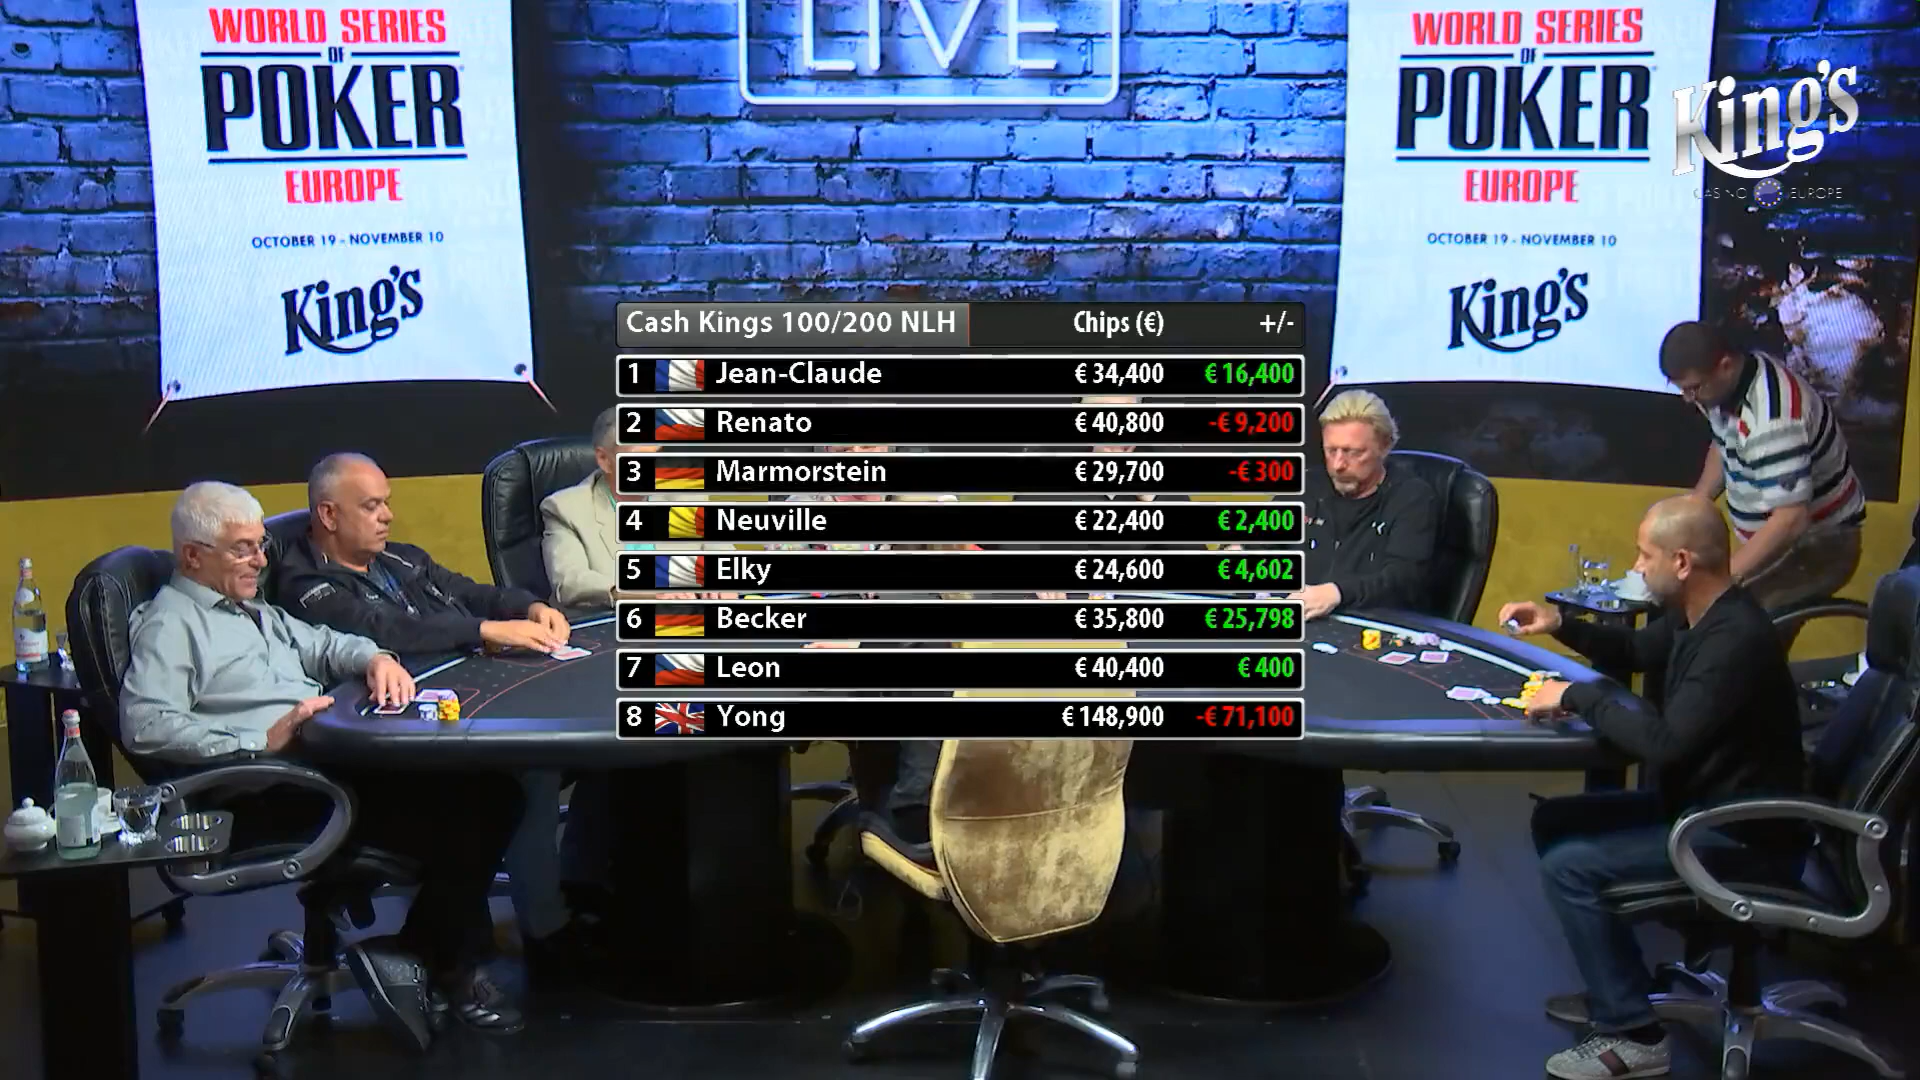 WORLD SERIES
OF
POKER
EUROPE
OCTOBER 19 - NOVEMBER 10
King's
LIVE
WORLD SERIES
OF
POKER
EUROPE
OCTOBER 19 - NOVEMBER 10
King's
King's
CASINO EUROPE
Cash Kings 100/200 NLH Chips (€) +/-
1 Jean-Claude € 34,400 € 16,400
2 Renato € 40,800 -€ 9,200
3 Marmorstein € 29,700 -€ 300
4 Neuville € 22,400 € 2,400
5 Elky € 24,600 € 4,602
6 Becker € 35,800 € 25,798
7 Leon € 40,400 € 400
8 Yong € 148,900 -€ 71,100